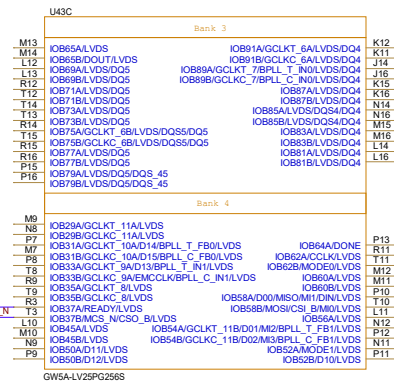 U43C
Bank 3
M13 IOB65A/LVDS IOB91A/GCLKT_6A/LVDS/DQ4 K12
M14 IOB65B/DOUT/LVDS IOB91B/GCLKC_6A/LVDS/DQ4 K11
L12 IOB69A/LVDS/DQ5 IOB89A/GCLKT_7/BPLL_T_IN0/LVDS/DQ4 J14
L13 IOB69B/LVDS/DQ5 IOB89B/GCLKC_7/BPLL_C_IN0/LVDS/DQ4 J16
R12 IOB71A/LVDS/DQ5 IOB87A/LVDS/DQ4 K15
T12 IOB71B/LVDS/DQ5 IOB87B/LVDS/DQ4 K16
T14 IOB73A/LVDS/DQ5 IOB85A/LVDS/DQS4/DQ4 N14
T13 IOB73B/LVDS/DQ5 IOB85B/LVDS/DQS4/DQ4 N16
R14 IOB75A/GCLKT_6B/LVDS/DQS5/DQ5 IOB83A/LVDS/DQ4 M15
T15 IOB75B/GCLKC_6B/LVDS/DQS5/DQ5 IOB83B/LVDS/DQ4 M16
R15 IOB77A/LVDS/DQ5 IOB81A/LVDS/DQ4 L14
R16 IOB77B/LVDS/DQ5 IOB81B/LVDS/DQ4 L16
P15 IOB79A/LVDS/DQ5/DQS_45
P16 IOB79B/LVDS/DQ5/DQS_45
Bank 4
M9 IOB29A/GCLKT_11A/LVDS
N8 IOB29B/GCLKC_11A/LVDS
P7 IOB31A/GCLKT_10A/D14/BPLL_T_FB0/LVDS IOB64A/DONE P13
M7 IOB31B/GCLKC_10A/D15/BPLL_C_FB0/LVDS IOB62A/CCLK/LVDS R11
P8 IOB33A/GCLKT_9A/D13/BPLL_T_IN1/LVDS IOB62B/MODE0/LVDS T11
T8 IOB33B/GCLKC_9A/EMCCLK/BPLL_C_IN1/LVDS IOB60A/LVDS M12
R8 IOB35A/GCLKT_8/LVDS IOB60B/LVDS M11
T9 IOB35B/GCLKC_8/LVDS IOB58A/D00/MISO/MI1/DIN/LVDS P10
R3 IOB37A/READY/LVDS IOB58B/MOSI/CSI_B/MI0/LVDS T10
N T3 IOB37B/MCS_N/CSO_B/LVDS IOB56A/LVDS L11
L10 IOB45A/LVDS IOB54A/GCLKT_11B/D01/MI2/BPLL_T_FB1/LVDS N12
M10 IOB45B/LVDS IOB54B/GCLKC_11B/D02/MI3/BPLL_C_FB1/LVDS P12
N9 IOB50A/D11/LVDS IOB52A/MODE1/LVDS N11
P9 IOB50B/D12/LVDS IOB52B/D10/LVDS P11
GW5A-LV25PG256S